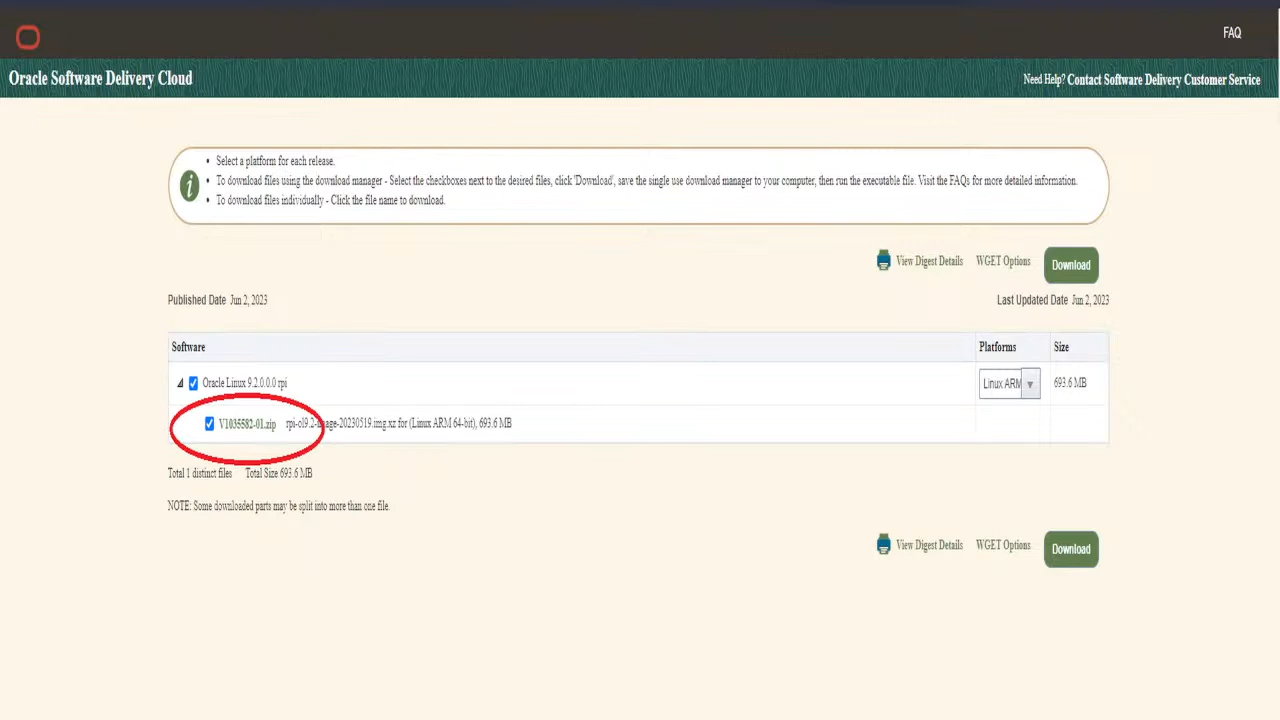 FAQ
Oracle Software Delivery Cloud
Need Help? Contact Software Delivery Customer Service
• Select a platform for each release.
• To download files using the download manager - Select the checkboxes next to the desired files, click 'Download', save the single use download manager to your computer, then run the executable file. Visit the FAQs for more detailed information.
• To download files individually - Click the file name to download.
View Digest Details WGET Options Download
Published Date Jun 2, 2023 Last Updated Date Jun 2, 2023
Software Platforms Size
Oracle Linux 9.2.0.0.0 rpi Linux ARM 693.6 MB
V1035582-01.zip rpi-ol9.2-image-20230519.img.xz for (Linux ARM 64-bit), 693.6 MB
Total 1 distinct files Total Size 693.6 MB
NOTE: Some downloaded parts may be split into more than one file.
View Digest Details WGET Options Download